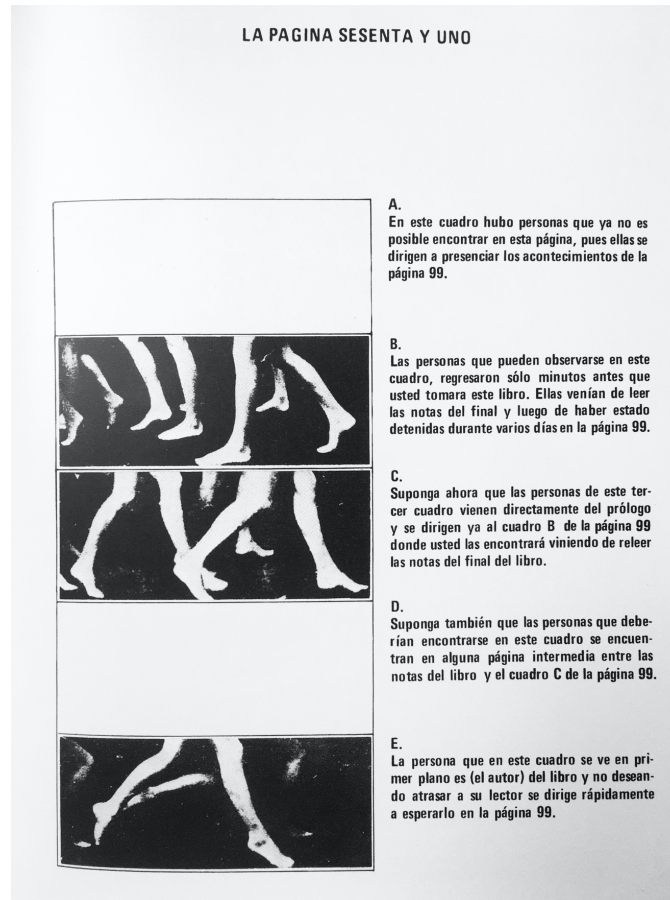 LA PAGINA SESENTA Y UNO
A.
En este cuadro hubo personas que ya no es
posible encontrar en esta página, pues ellas se
dirigen a presenciar los acontecimientos de la
página 99.
B.
Las personas que pueden observarse en este
cuadro, regresaron sólo minutos antes que
usted tomara este libro. Ellas venían de leer
las notas del final y luego de haber estado
detenidas durante varios días en la página 99.
C.
Suponga ahora que las personas de este ter-
cer cuadro vienen directamente del prólogo
y se dirigen ya al cuadro B de la página 99
donde usted las encontrará viniendo de releer
las notas del final del libro.
D.
Suponga también que las personas que debe-
rían encontrarse en este cuadro se encuen-
tran en alguna página intermedia entre las
notas del libro y el cuadro C de la página 99.
E.
La persona que en este cuadro se ve en pri-
mer plano es (el autor) del libro y no desean-
do atrasar a su lector se dirige rápidamente
a esperarlo en la página 99.